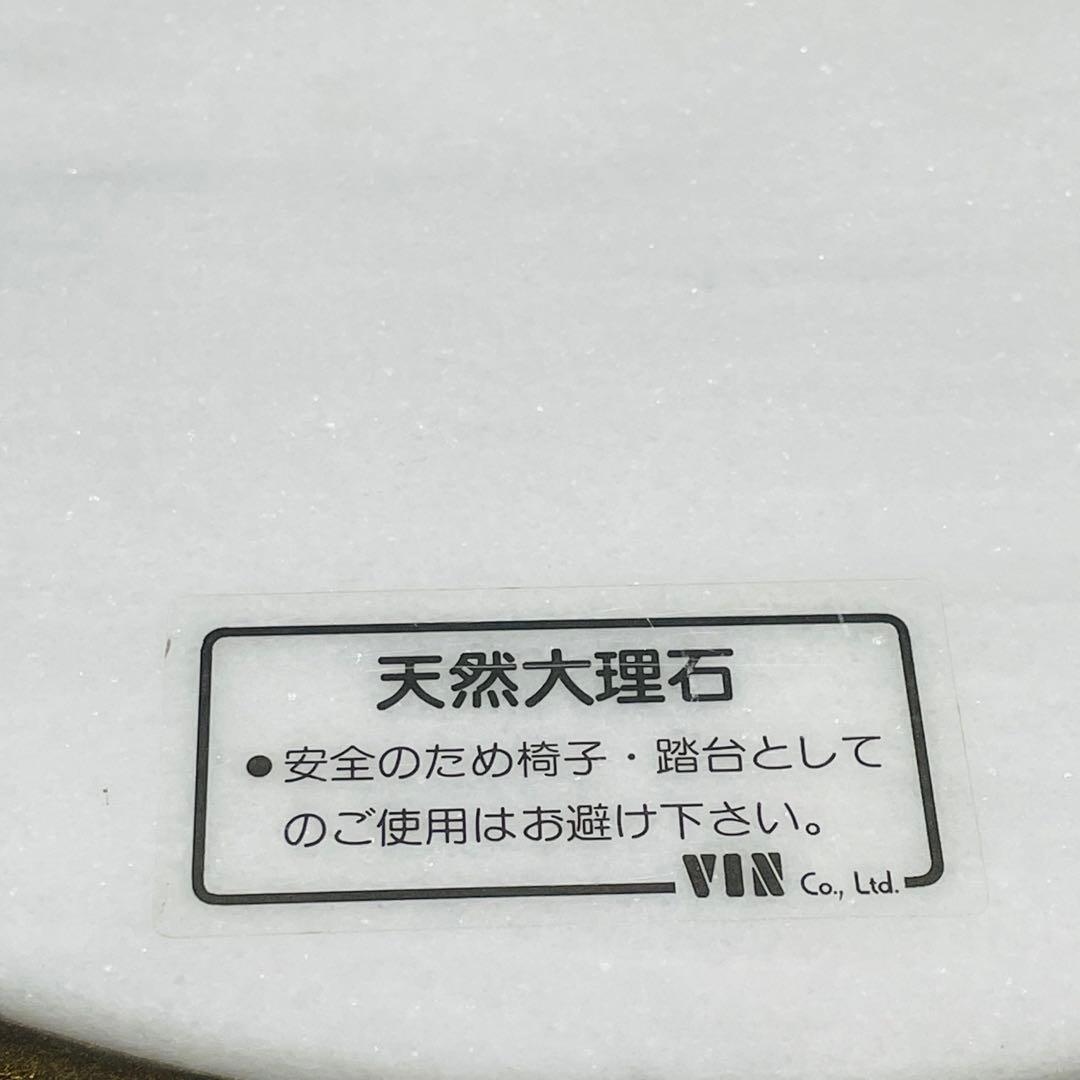 天然大理石
●安全のため椅子・踏台として
のご使用はお避け下さい。
VIN Co., Ltd.